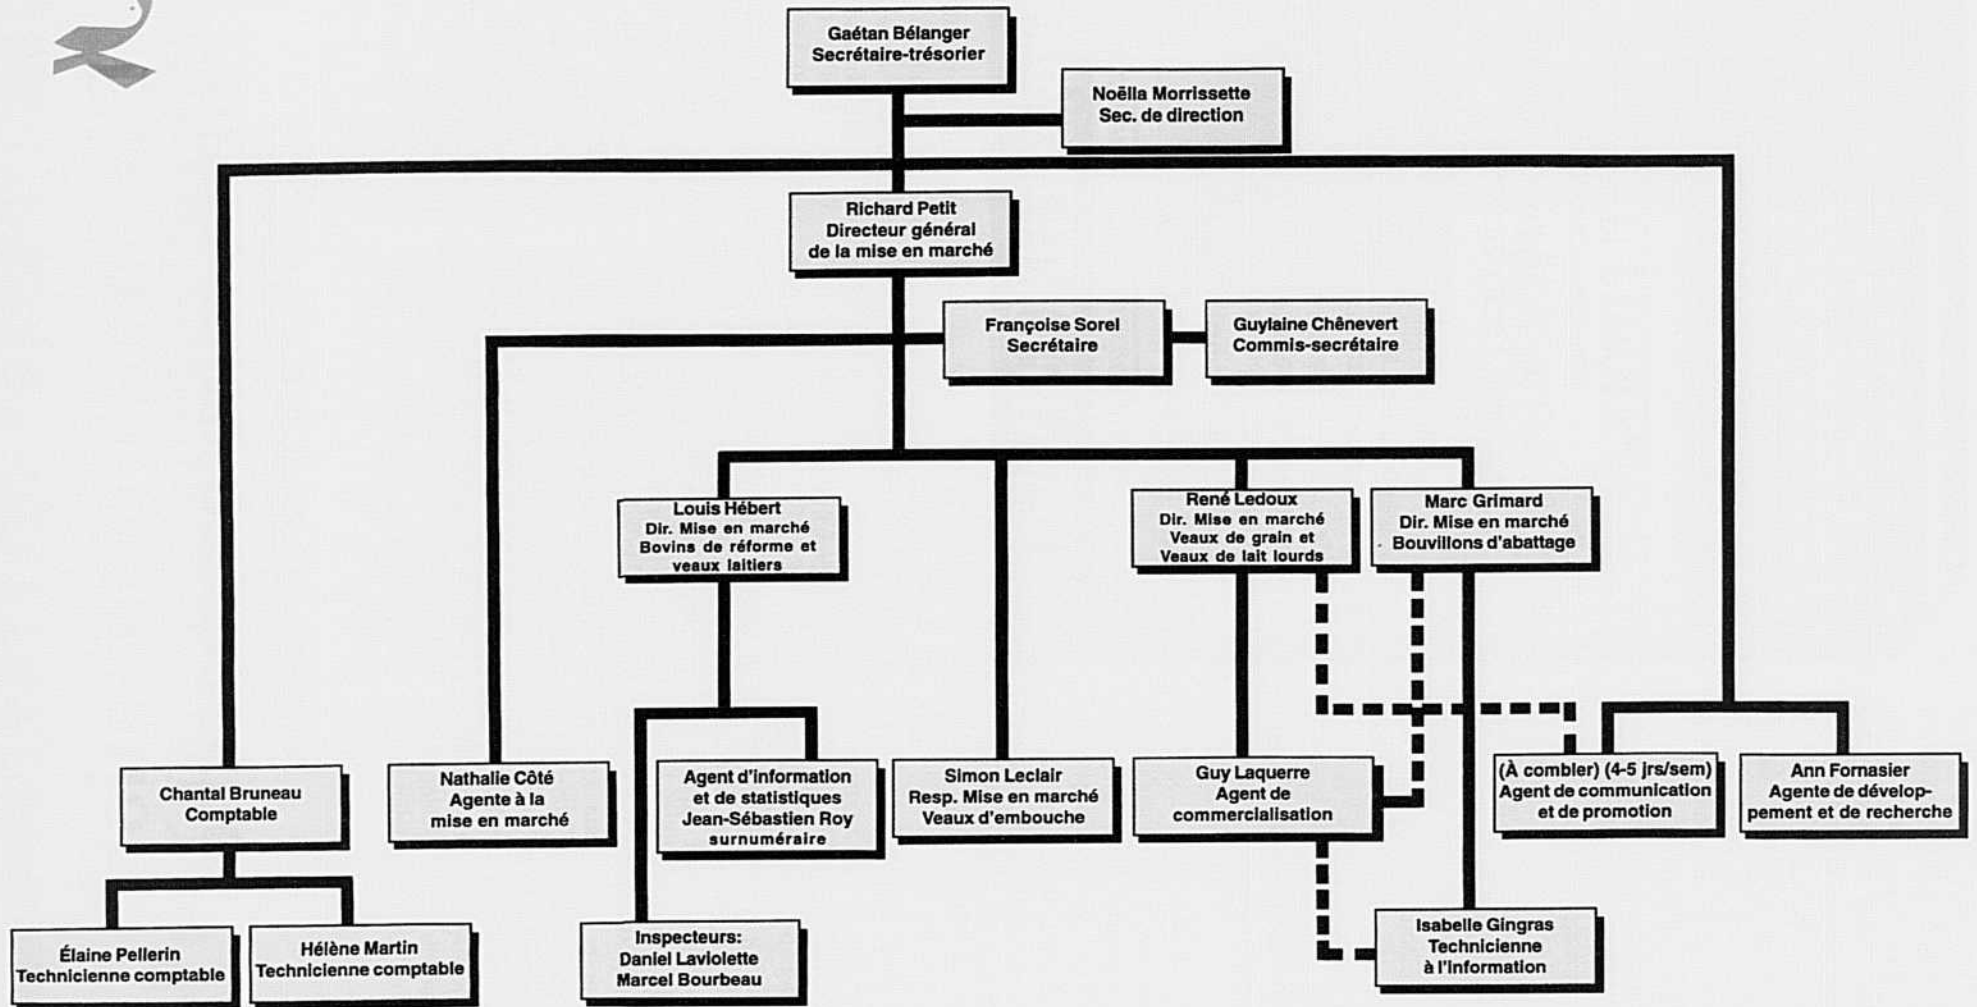 Gaétan Bélanger
Secrétaire-trésorier
Noëlla Morrissette
Sec. de direction
Richard Petit
Directeur général
de la mise en marché
Françoise Sorel
Secrétaire
Guylaine Chênevert
Commis-secrétaire
Louis Hébert
Dir. Mise en marché
Bovins de réforme et
veaux laitiers
René Ledoux
Dir. Mise en marché
Veaux de grain et
Veaux de lait lourds
Marc Grimard
Dir. Mise en marché
Bouvillons d'abattage
Chantal Bruneau
Comptable
Nathalie Côté
Agente à la
mise en marché
Agent d'information
et de statistiques
Jean-Sébastien Roy
surnuméraire
Simon Leclair
Resp. Mise en marché
Veaux d'embouche
Guy Laquerre
Agent de
commercialisation
(À combler) (4-5 jrs/sem)
Agent de communication
et de promotion
Ann Fornasier
Agente de dévelop-
pement et de recherche
Élaine Pellerin
Technicienne comptable
Hélène Martin
Technicienne comptable
Inspecteurs:
Daniel Laviolette
Marcel Bourbeau
Isabelle Gingras
Technicienne
à l'information